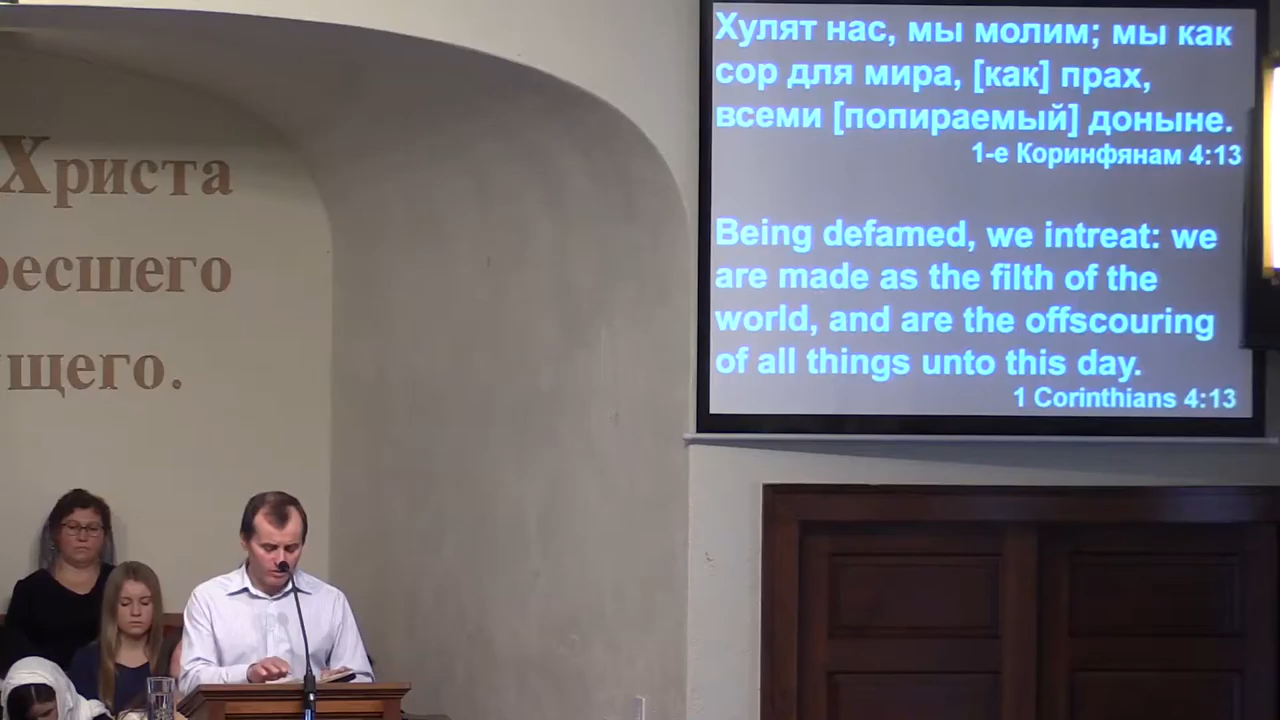 Христа
ресшего
щего.
Хулят нас, мы молим; мы как
сор для мира, [как] прах,
всеми [попираемый] доныне.
1-е Коринфянам 4:13
Being defamed, we intreat: we
are made as the filth of the
world, and are the offscouring
of all things unto this day.
1 Corinthians 4:13